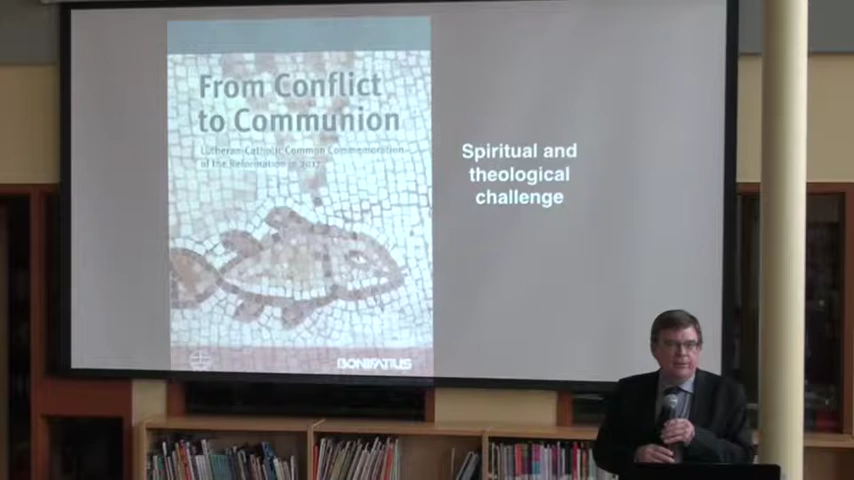 From Conflict
to Communion
Lutheran-Catholic Common Commemoration
of the Reformation in 2017
Spiritual and
theological
challenge
BONIFATIUS